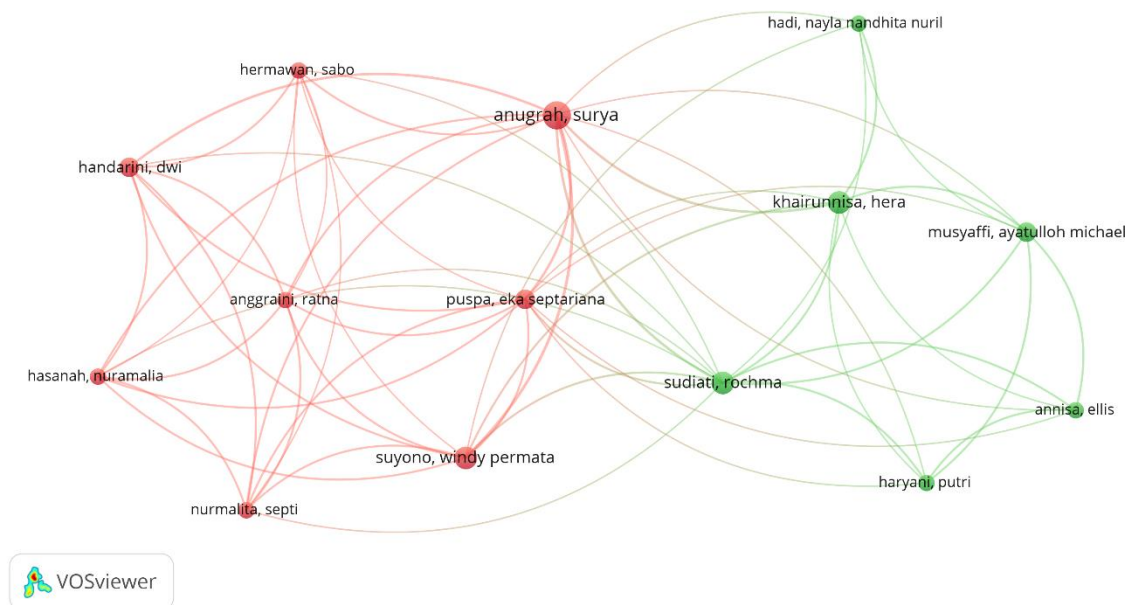 hadi, nayla nandhita nuril
hermawan, sabo
anugrah, surya
handarini, dwi
khairunnisa, hera
musyaffi, ayatulloh michael
anggraini, ratna
puspa, eka septariana
hasanah, nuramalia
sudiati, rochma
annisa, ellis
suyono, windy permata
haryani, putri
nurmalita, septi
VOSviewer